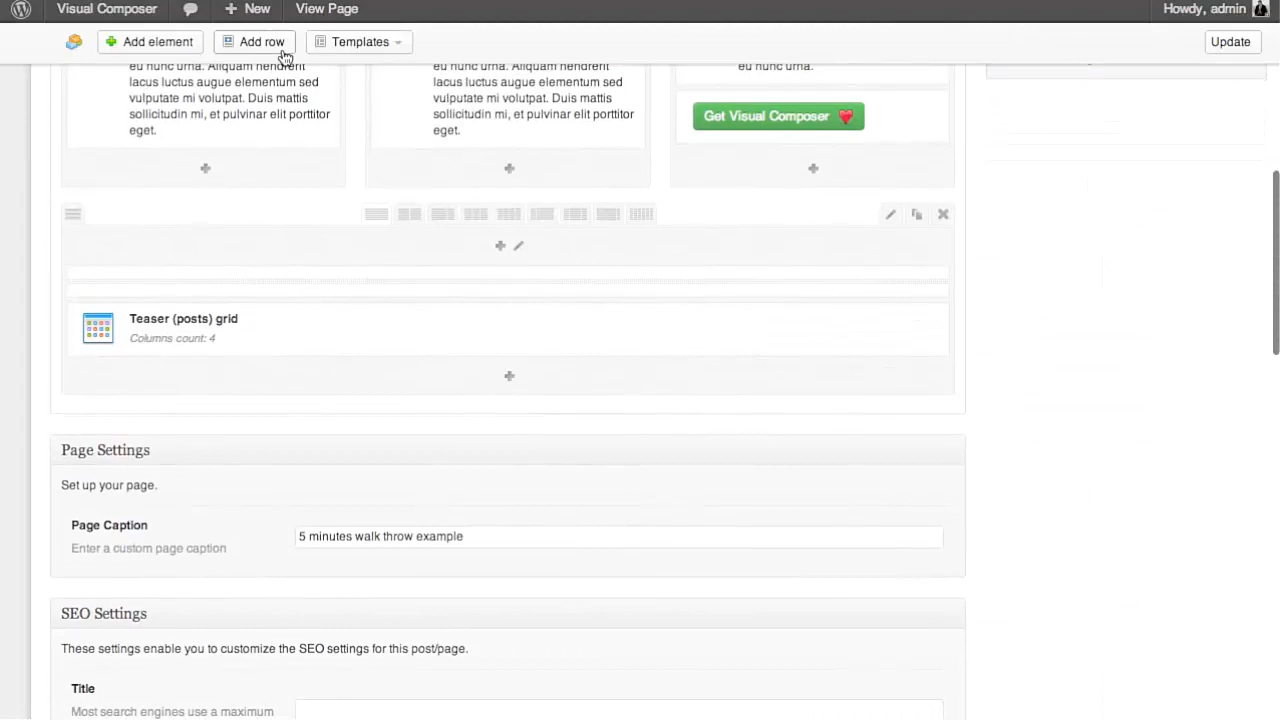 Visual Composer New View Page Howdy, admin
Add element Add row Templates Update
eu nunc urna. Aliquam hendrerit
lacus luctus augue elementum sed
vulputate mi volutpat. Duis mattis
sollicitudin mi, et pulvinar elit porttitor
eget.
eu nunc urna. Aliquam hendrerit
lacus luctus augue elementum sed
vulputate mi volutpat. Duis mattis
sollicitudin mi, et pulvinar elit porttitor
eget.
eu nunc urna.
Get Visual Composer
Teaser (posts) grid
Columns count: 4
Page Settings
Set up your page.
Page Caption
Enter a custom page caption
5 minutes walk throw example
SEO Settings
These settings enable you to customize the SEO settings for this post/page.
Title
Most search engines use a maximum